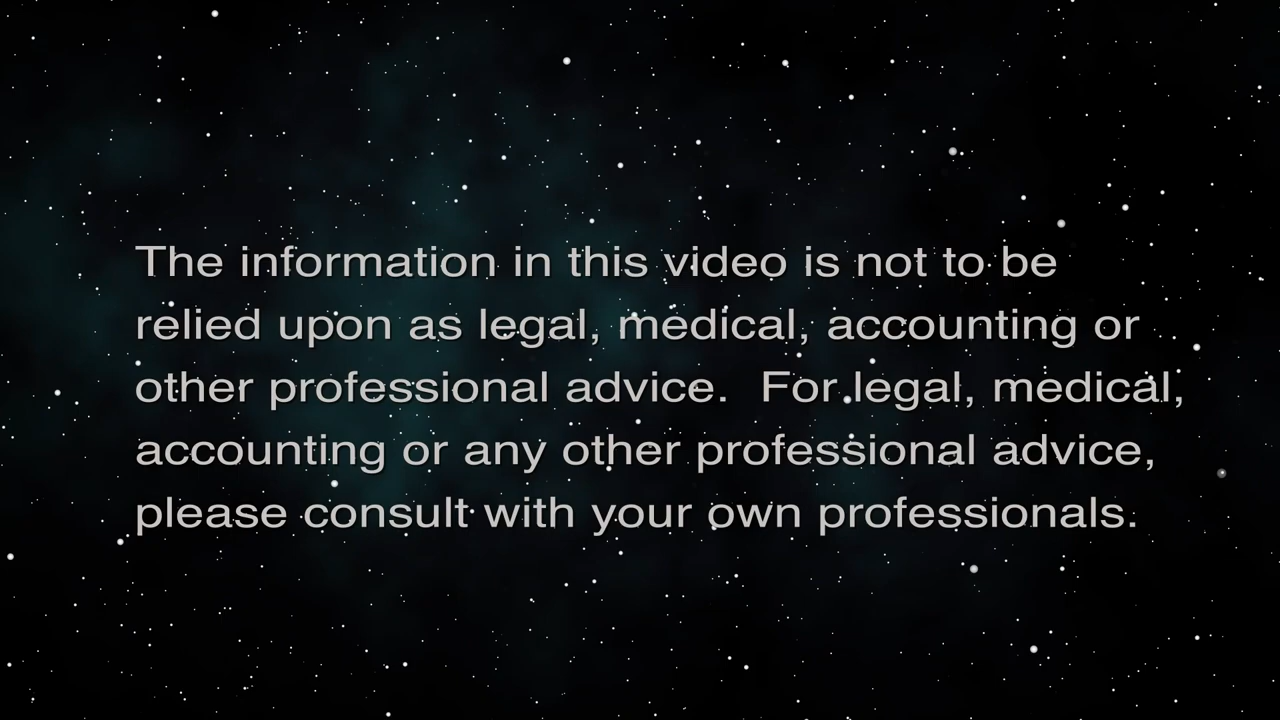 The information in this video is not to be
relied upon as legal, medical, accounting or
other professional advice.  For legal, medical,
accounting or any other professional advice,
please consult with your own professionals.